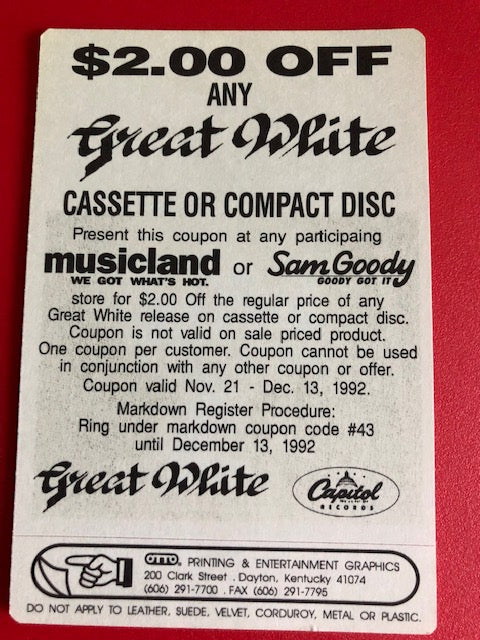 $2.00 OFF
ANY
Great White
CASSETTE OR COMPACT DISC
Present this coupon at any participaing
musicland or Sam Goody
WE GOT WHAT'S HOT. GOODY GOT IT
store for $2.00 Off the regular price of any
Great White release on cassette or compact disc.
Coupon is not valid on sale priced product.
One coupon per customer. Coupon cannot be used
in conjunction with any other coupon or offer.
Coupon valid Nov. 21 - Dec. 13, 1992.
Markdown Register Procedure:
Ring under markdown coupon code #43
until December 13, 1992
Great White
Capitol
RECORDS
OTTO PRINTING & ENTERTAINMENT GRAPHICS
200 Clark Street . Dayton, Kentucky 41074
(606) 291-7700 . FAX (606) 291-7795
DO NOT APPLY TO LEATHER, SUEDE, VELVET, CORDUROY, METAL OR PLASTIC.